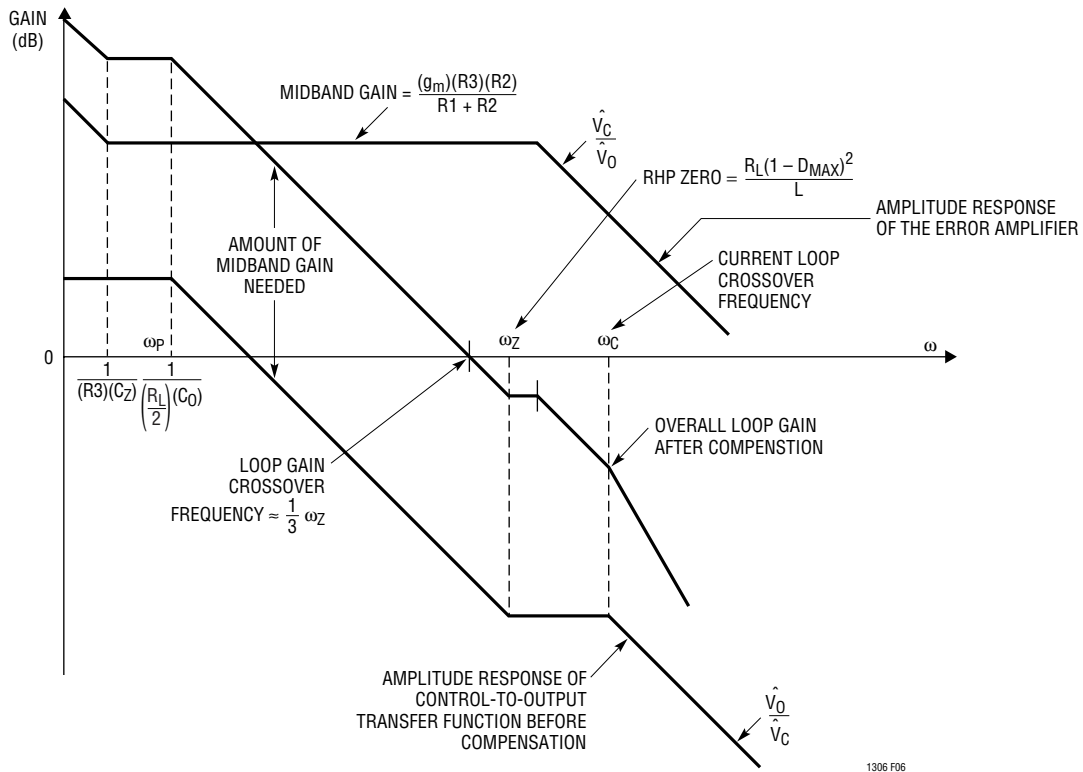 GAIN
(dB)
MIDBAND GAIN = (gm)(R3)(R2)
R1 + R2
V̂C
V̂O
RHP ZERO = RL(1 – DMAX)²
L
AMPLITUDE RESPONSE
OF THE ERROR AMPLIFIER
AMOUNT OF
MIDBAND GAIN
NEEDED
CURRENT LOOP
CROSSOVER
FREQUENCY
0
ωP
ωZ
ωC
ω
1
(R3)(CZ)
1
(RL
2)(CO)
LOOP GAIN
CROSSOVER
FREQUENCY ≈ 1
3 ωZ
OVERALL LOOP GAIN
AFTER COMPENSTION
AMPLITUDE RESPONSE OF
CONTROL-TO-OUTPUT
TRANSFER FUNCTION BEFORE
COMPENSATION
V̂O
V̂C
1306 F06